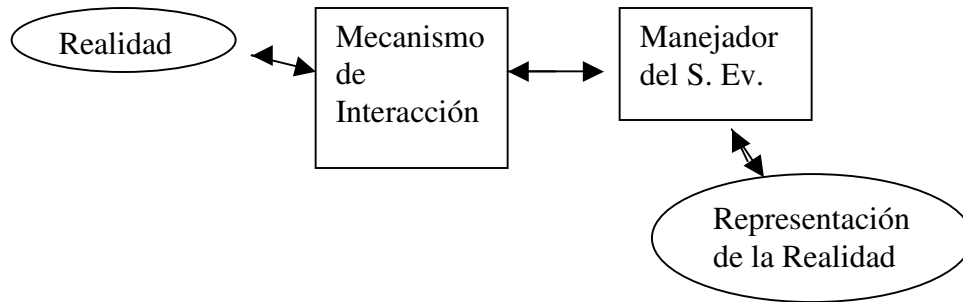 Realidad
Mecanismo
de
Interacción
Manejador
del S. Ev.
Representación
de la Realidad